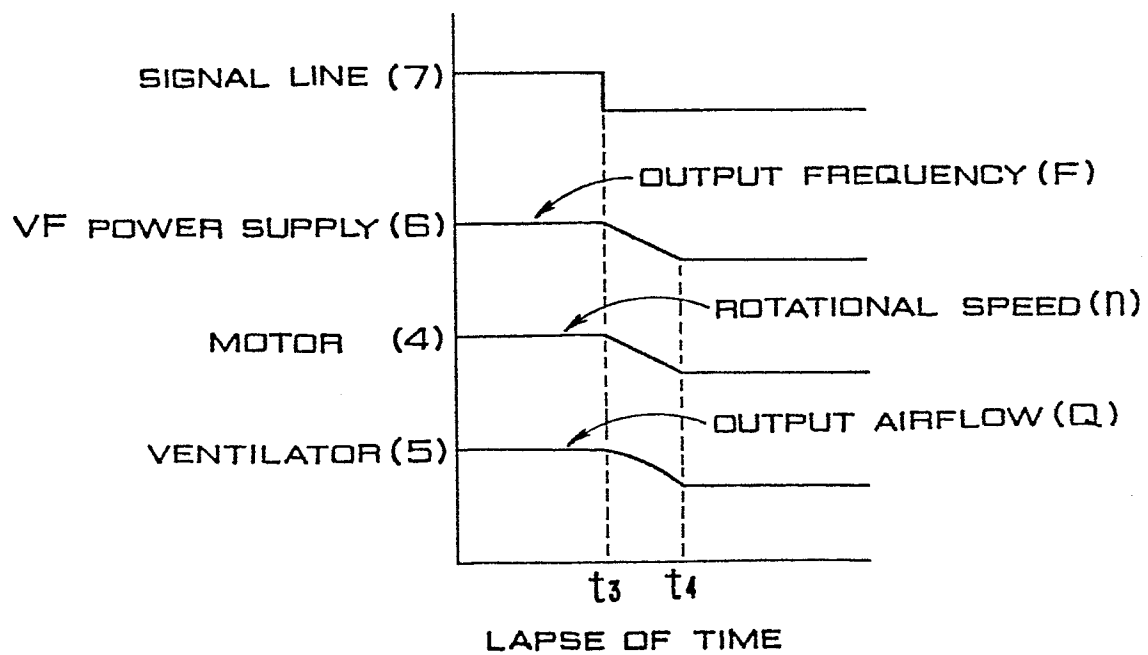 SIGNAL LINE (7)
OUTPUT FREQUENCY (F)
VF POWER SUPPLY (6)
ROTATIONAL SPEED (n)
MOTOR (4)
OUTPUT AIRFLOW (Q)
VENTILATOR (5)
t3 t4
LAPSE OF TIME